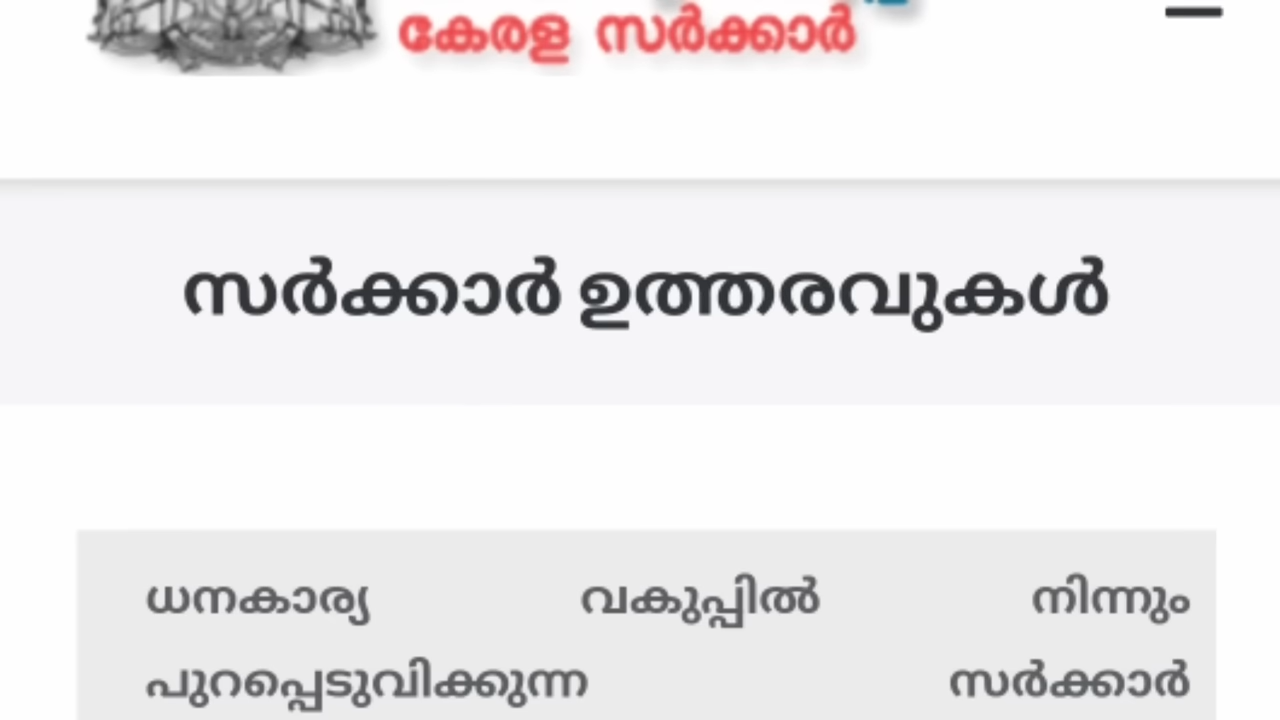 കേരള സർക്കാർ
സർക്കാർ ഉത്തരവുകൾ
ധനകാര്യ വകുപ്പിൽ നിന്നും
പുറപ്പെടുവിക്കുന്ന സർക്കാർ